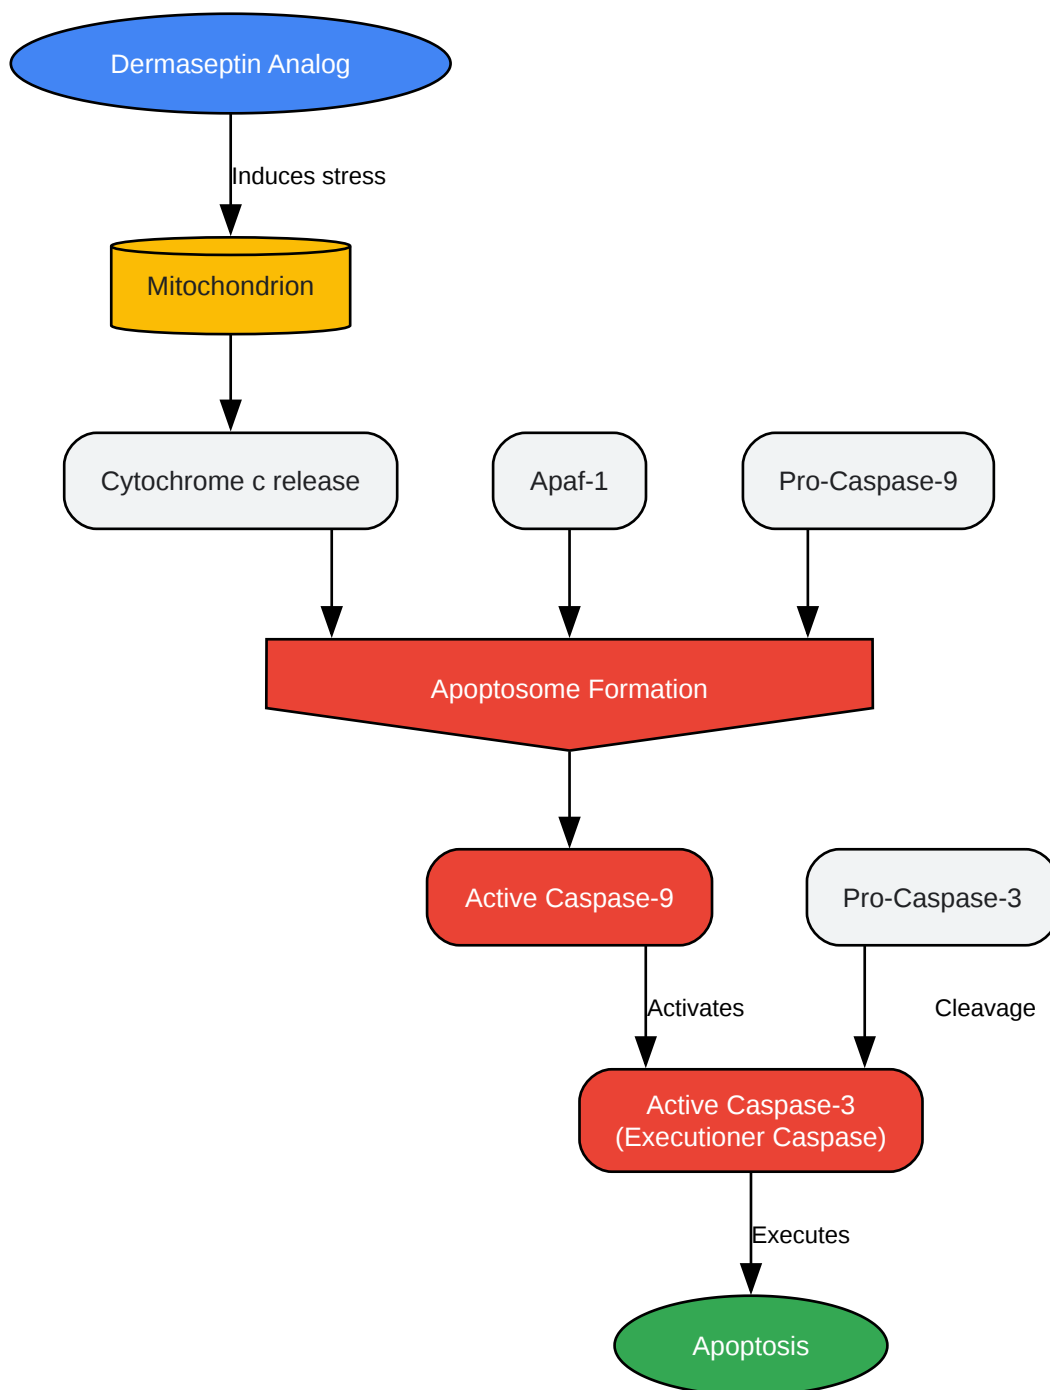 Dermaseptin Analog
Induces stress
Mitochondrion
Cytochrome c release
Apaf-1
Pro-Caspase-9
Apoptosome Formation
Active Caspase-9
Pro-Caspase-3
Activates
Cleavage
Active Caspase-3
(Executioner Caspase)
Executes
Apoptosis